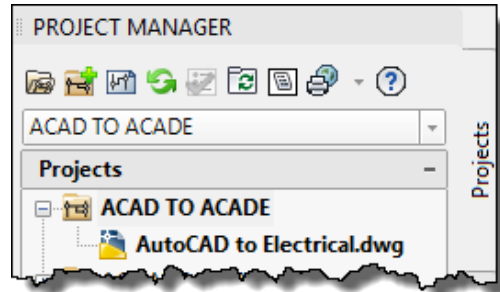 PROJECT MANAGER
?
ACAD TO ACADE
Projects
ACAD TO ACADE
AutoCAD to Electrical.dwg
Projects